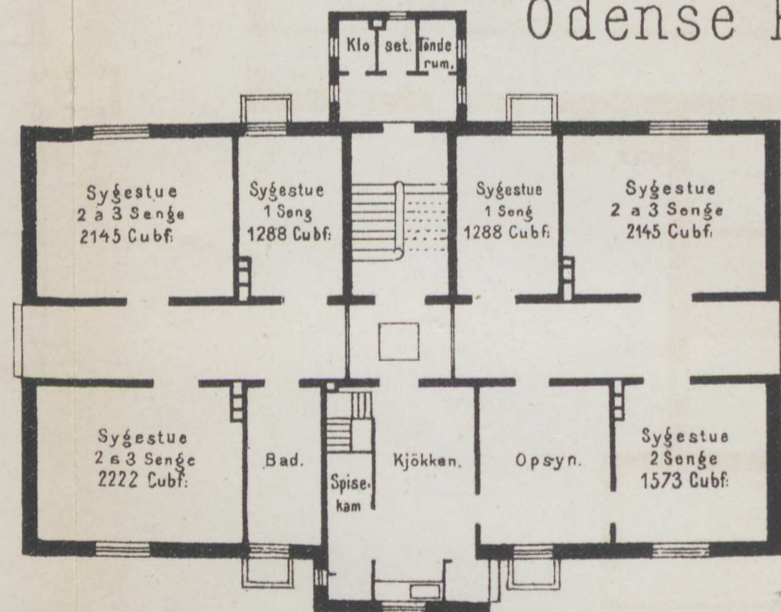 Odense
Klo set. Tönde
rum.
Sygestue
2 a 3 Senge
2145 Cubf:
Sygestue
1 Seng
1288 Cubf:
Sygestue
1 Seng
1288 Cubf:
Sygestue
2 a 3 Senge
2145 Cubf:
Sygestue
2 a 3 Senge
2222 Cubf:
Bad.
Spise-
kam
Kjökken.
Opsyn.
Sygestue
2 Senge
1573 Cubf: